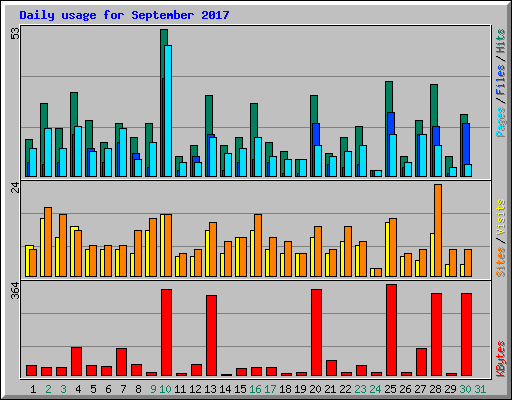 Daily usage for September 2017
53
Pages / Files / Hits
24
Sites / Visits
364
KBytes
1 2 3 4 5 6 7 8 9 10 11 12 13 14 15 16 17 18 19 20 21 22 23 24 25 26 27 28 29 30 31